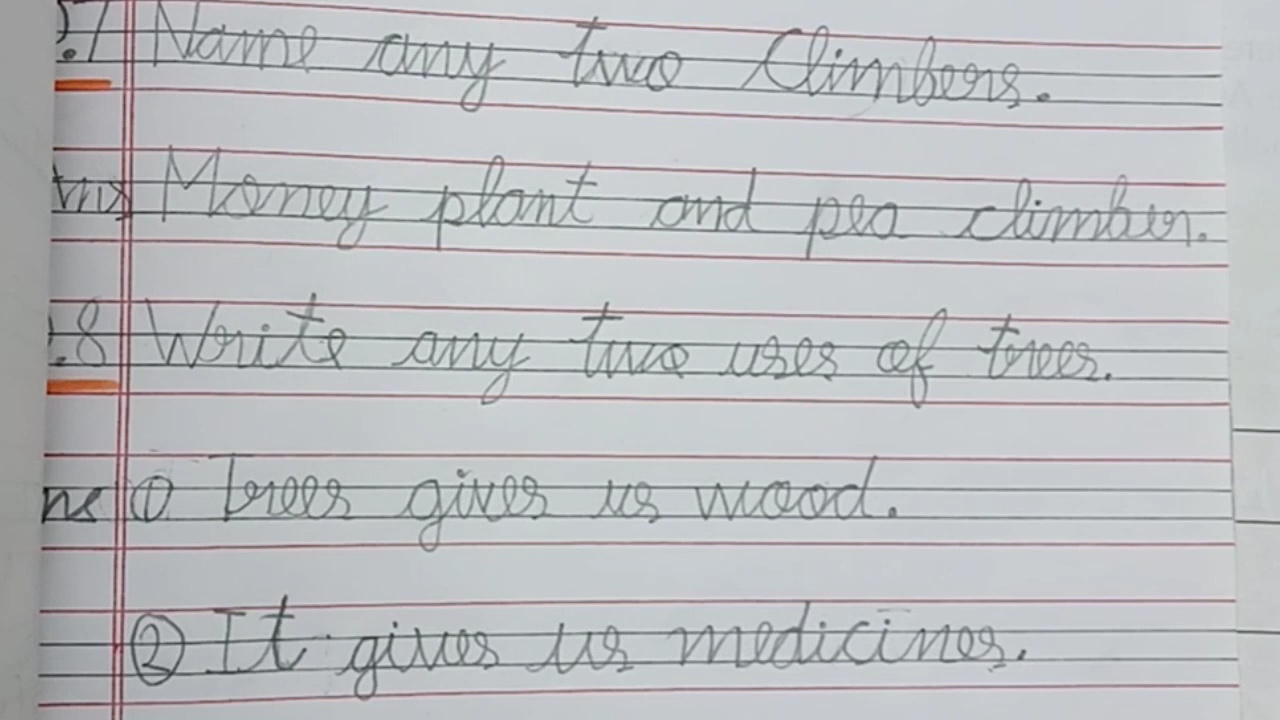 .7 Name any two Climbers.
Money plant and pea climber.
.8 Write any two uses of trees.
ns ① Trees gives us wood.
② It gives us medicines.